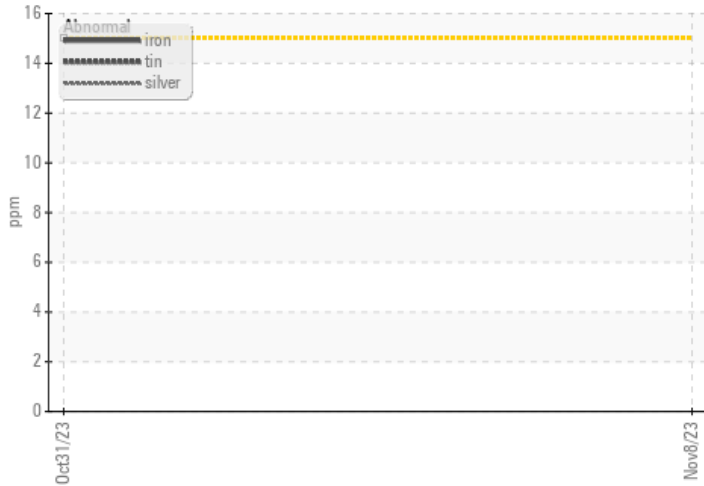 16
14
12
10
8
6
4
2
0
ppm
Abnormal
iron
tin
silver
Oct31/23
Nov8/23